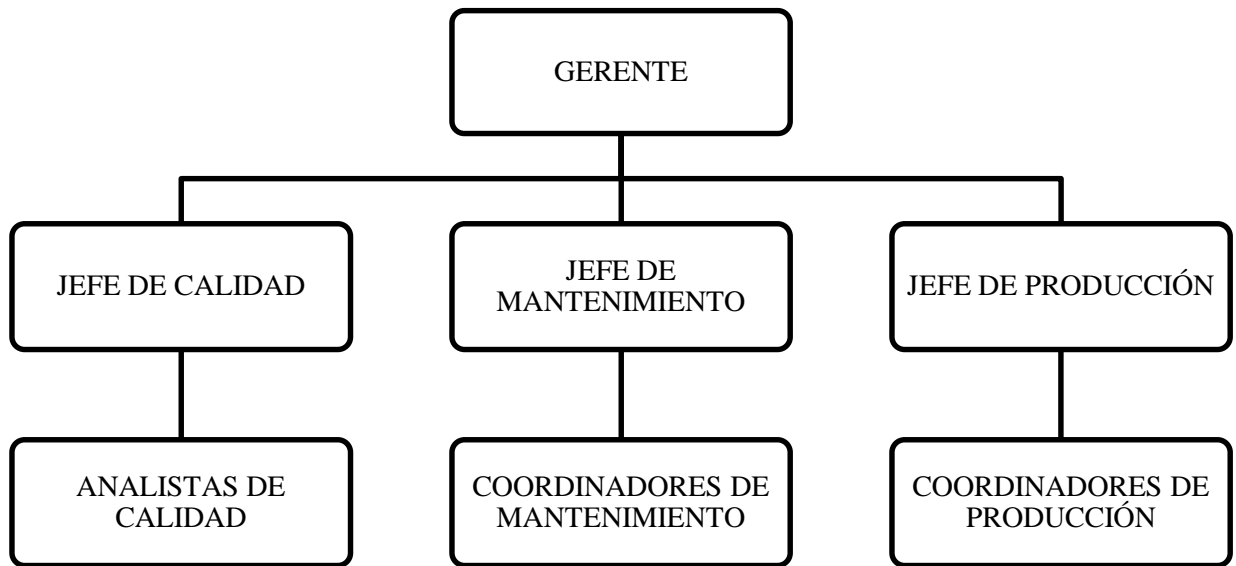 GERENTE
JEFE DE CALIDAD
JEFE DE
MANTENIMIENTO
JEFE DE PRODUCCIÓN
ANALISTAS DE
CALIDAD
COORDINADORES DE
MANTENIMIENTO
COORDINADORES DE
PRODUCCIÓN